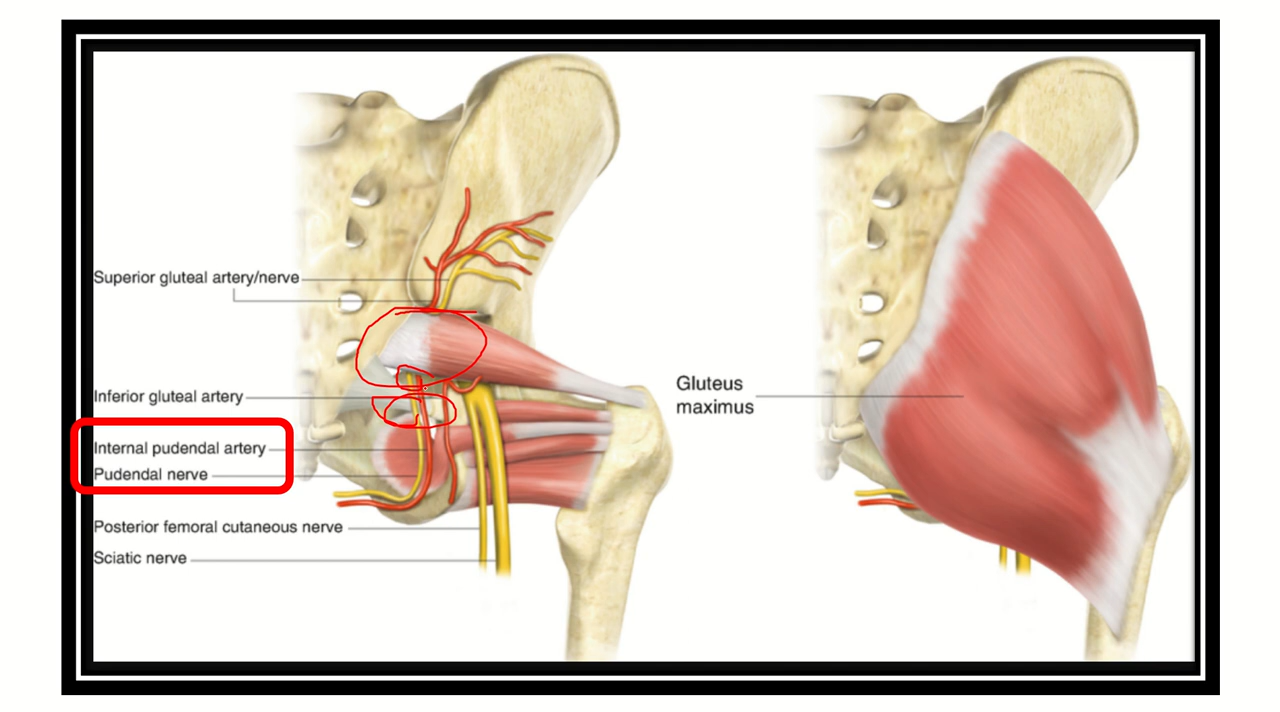 Superior gluteal artery/nerve
Inferior gluteal artery
Internal pudendal artery
Pudendal nerve
Posterior femoral cutaneous nerve
Sciatic nerve
Gluteus
maximus